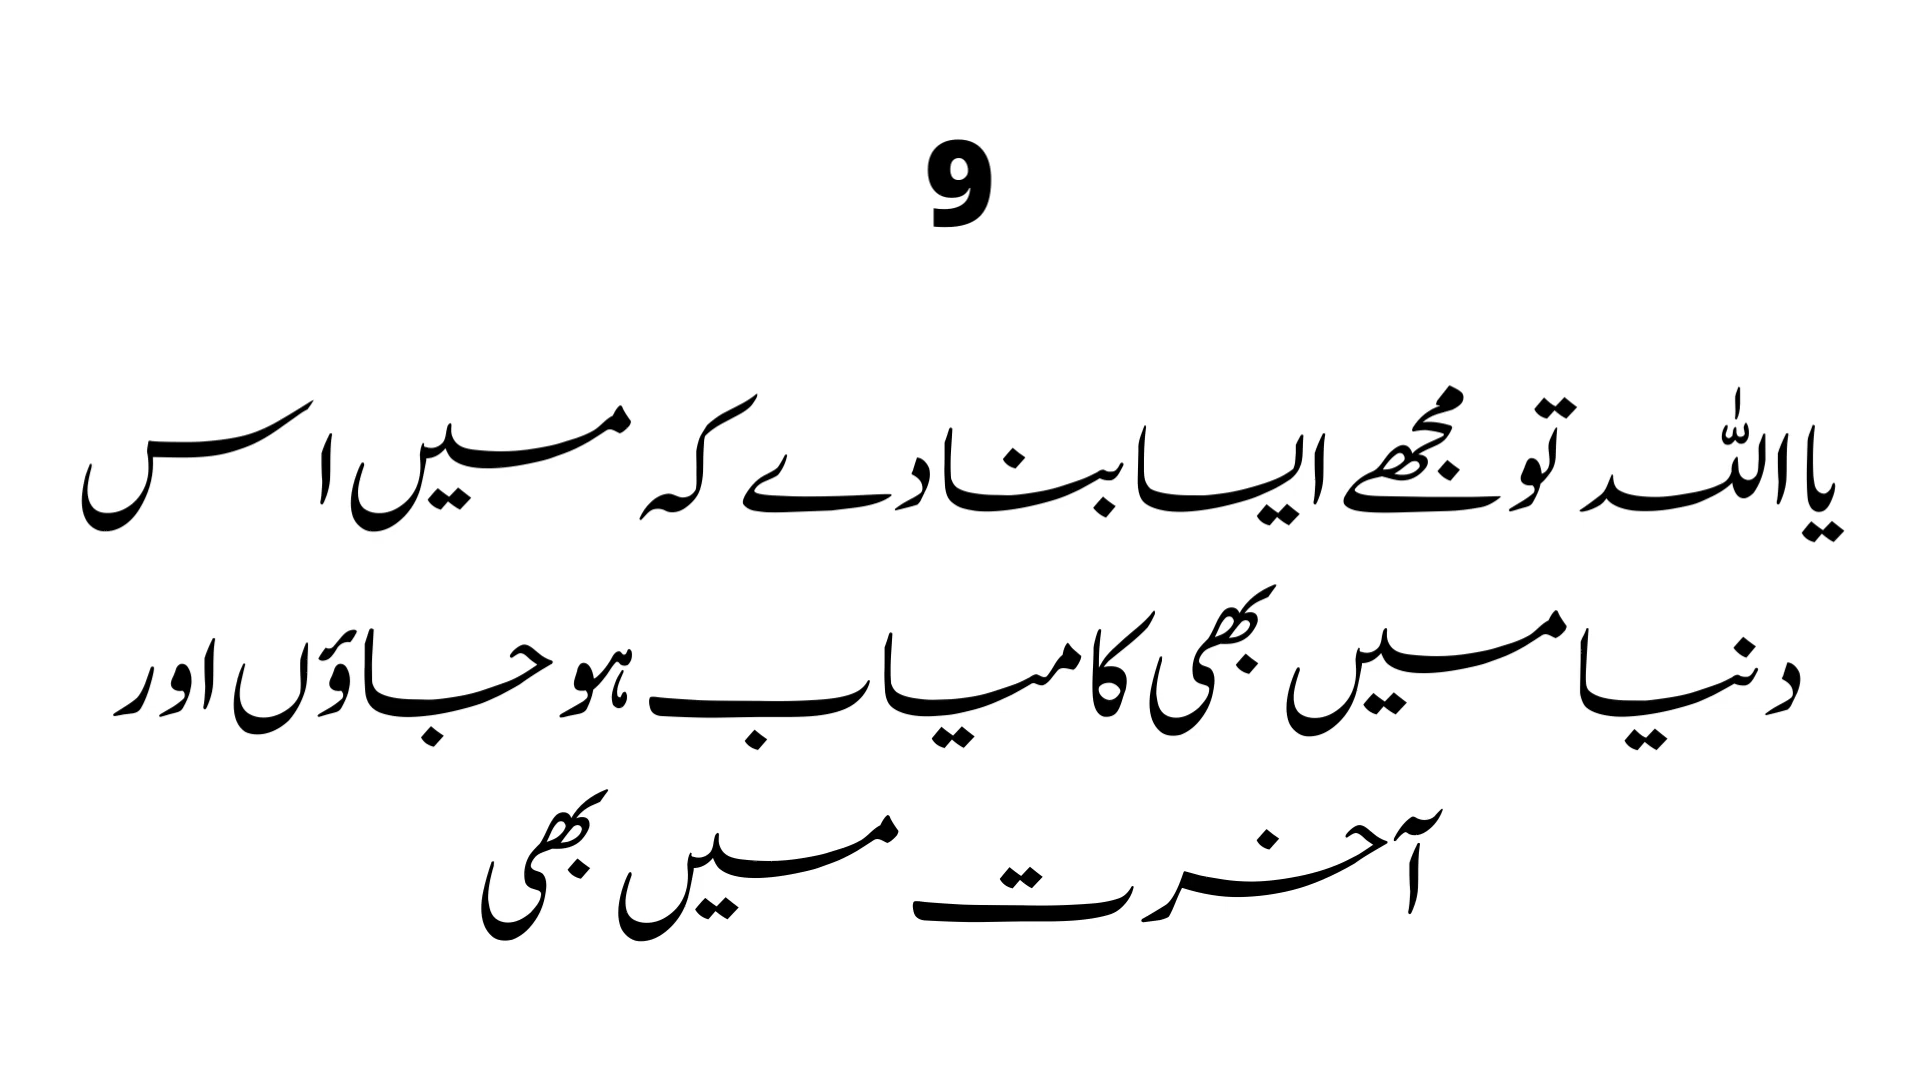 9
یا اللہ تو مجھے ایسا بنا دے کہ میں اس
دنیا میں بھی کامیاب ہو جاؤں اور
آخرت میں بھی